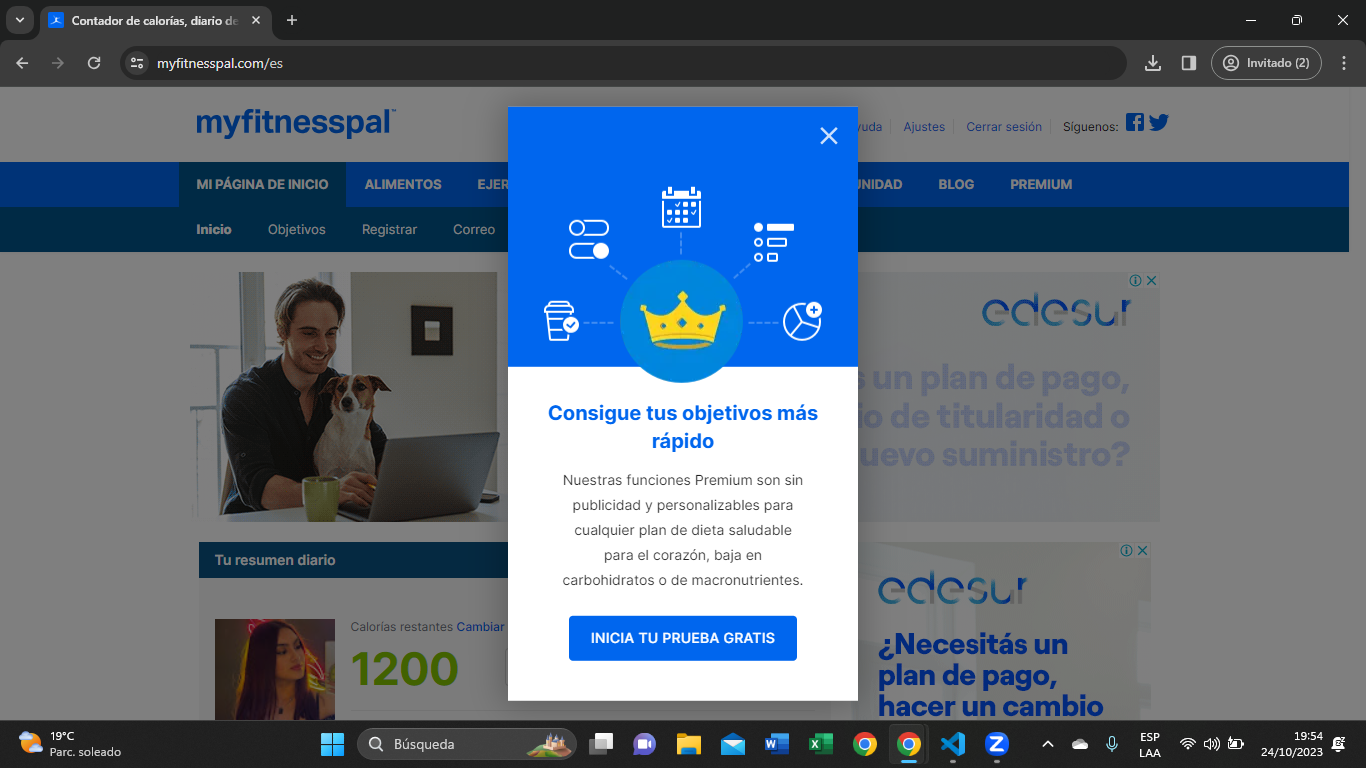 Contador de calorías, diario de
myfitnesspal.com/es
Invitado (2)
myfitnesspal™
yuda
Ajustes
Cerrar sesión
Síguenos:
MI PÁGINA DE INICIO
ALIMENTOS
EJER
UNIDAD
BLOG
PREMIUM
Inicio
Objetivos
Registrar
Correo
edesur
s un plan de pago,
io de titularidad o
uevo suministro?
Consigue tus objetivos más
rápido
Nuestras funciones Premium son sin
publicidad y personalizables para
cualquier plan de dieta saludable
para el corazón, baja en
carbohidratos o de macronutrientes.
INICIA TU PRUEBA GRATIS
Tu resumen diario
Calorías restantes Cambiar
1200
edesur
¿Necesitás un
plan de pago,
hacer un cambio
19°C
Parc. soleado
Búsqueda
ESP
LAA
19:54
24/10/2023